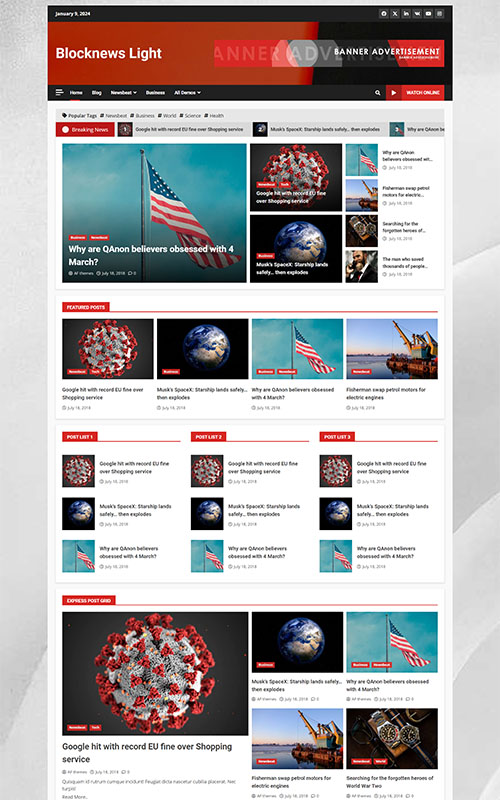 January 9, 2024
Blocknews Light
BANNER ADVERTISEMENT
Home Blog Newsbeat Business All Demos
WATCH ONLINE
Popular Tags # Newsbeat # Business # World # Science # Health
Breaking News
1 Google hit with record EU fine over Shopping service
2 Musk's SpaceX: Starship lands safely... then explodes
3 Why are QAnon be
Business Newsbeat
Why are QAnon believers obsessed with 4
March?
AF themes July 18, 2018 0
Newsbeat Tech
Google hit with record EU fine
over Shopping service
Business
Musk's SpaceX: Starship lands
safely... then explodes
Why are QAnon
believers obsessed wit...
July 18, 2018
Fisherman swap petrol
motors for electric...
July 18, 2018
Searching for the
forgotten heroes of...
July 18, 2018
The man who saved
thousands of people...
July 18, 2018
FEATURED POSTS
Newsbeat Tech
Google hit with record EU fine over
Shopping service
July 18, 2018
Business
Musk's SpaceX: Starship lands safely...
then explodes
July 18, 2018
Business Newsbeat
Why are QAnon believers obsessed
with 4 March?
July 18, 2018
Newsbeat
Fisherman swap petrol motors for
electric engines
July 18, 2018
POST LIST 1
Google hit with record EU fine
over Shopping service
July 18, 2018
Musk's SpaceX: Starship lands
safely... then explodes
July 18, 2018
Why are QAnon believers
obsessed with 4 March?
July 18, 2018
POST LIST 2
Google hit with record EU fine
over Shopping service
July 18, 2018
Musk's SpaceX: Starship lands
safely... then explodes
July 18, 2018
Why are QAnon believers
obsessed with 4 March?
July 18, 2018
POST LIST 3
Google hit with record EU fine
over Shopping service
July 18, 2018
Musk's SpaceX: Starship lands
safely... then explodes
July 18, 2018
Why are QAnon believers
obsessed with 4 March?
July 18, 2018
EXPRESS POST GRID
Newsbeat Tech
Google hit with record EU fine over Shopping
service
AF themes July 18, 2018 0
Quisquam id rutrum cumque incidunt! Feugiat dicta nascetur cubilia placerat. Nec
turpis!
Read More..
Business
Musk's SpaceX: Starship lands safely...
then explodes
AF themes July 18, 2018 0
Business Newsbeat
Why are QAnon believers obsessed
with 4 March?
AF themes July 18, 2018 0
Newsbeat
Fisherman swap petrol motors for
electric engines
Newsbeat World
Searching for the forgotten heroes of
World War Two